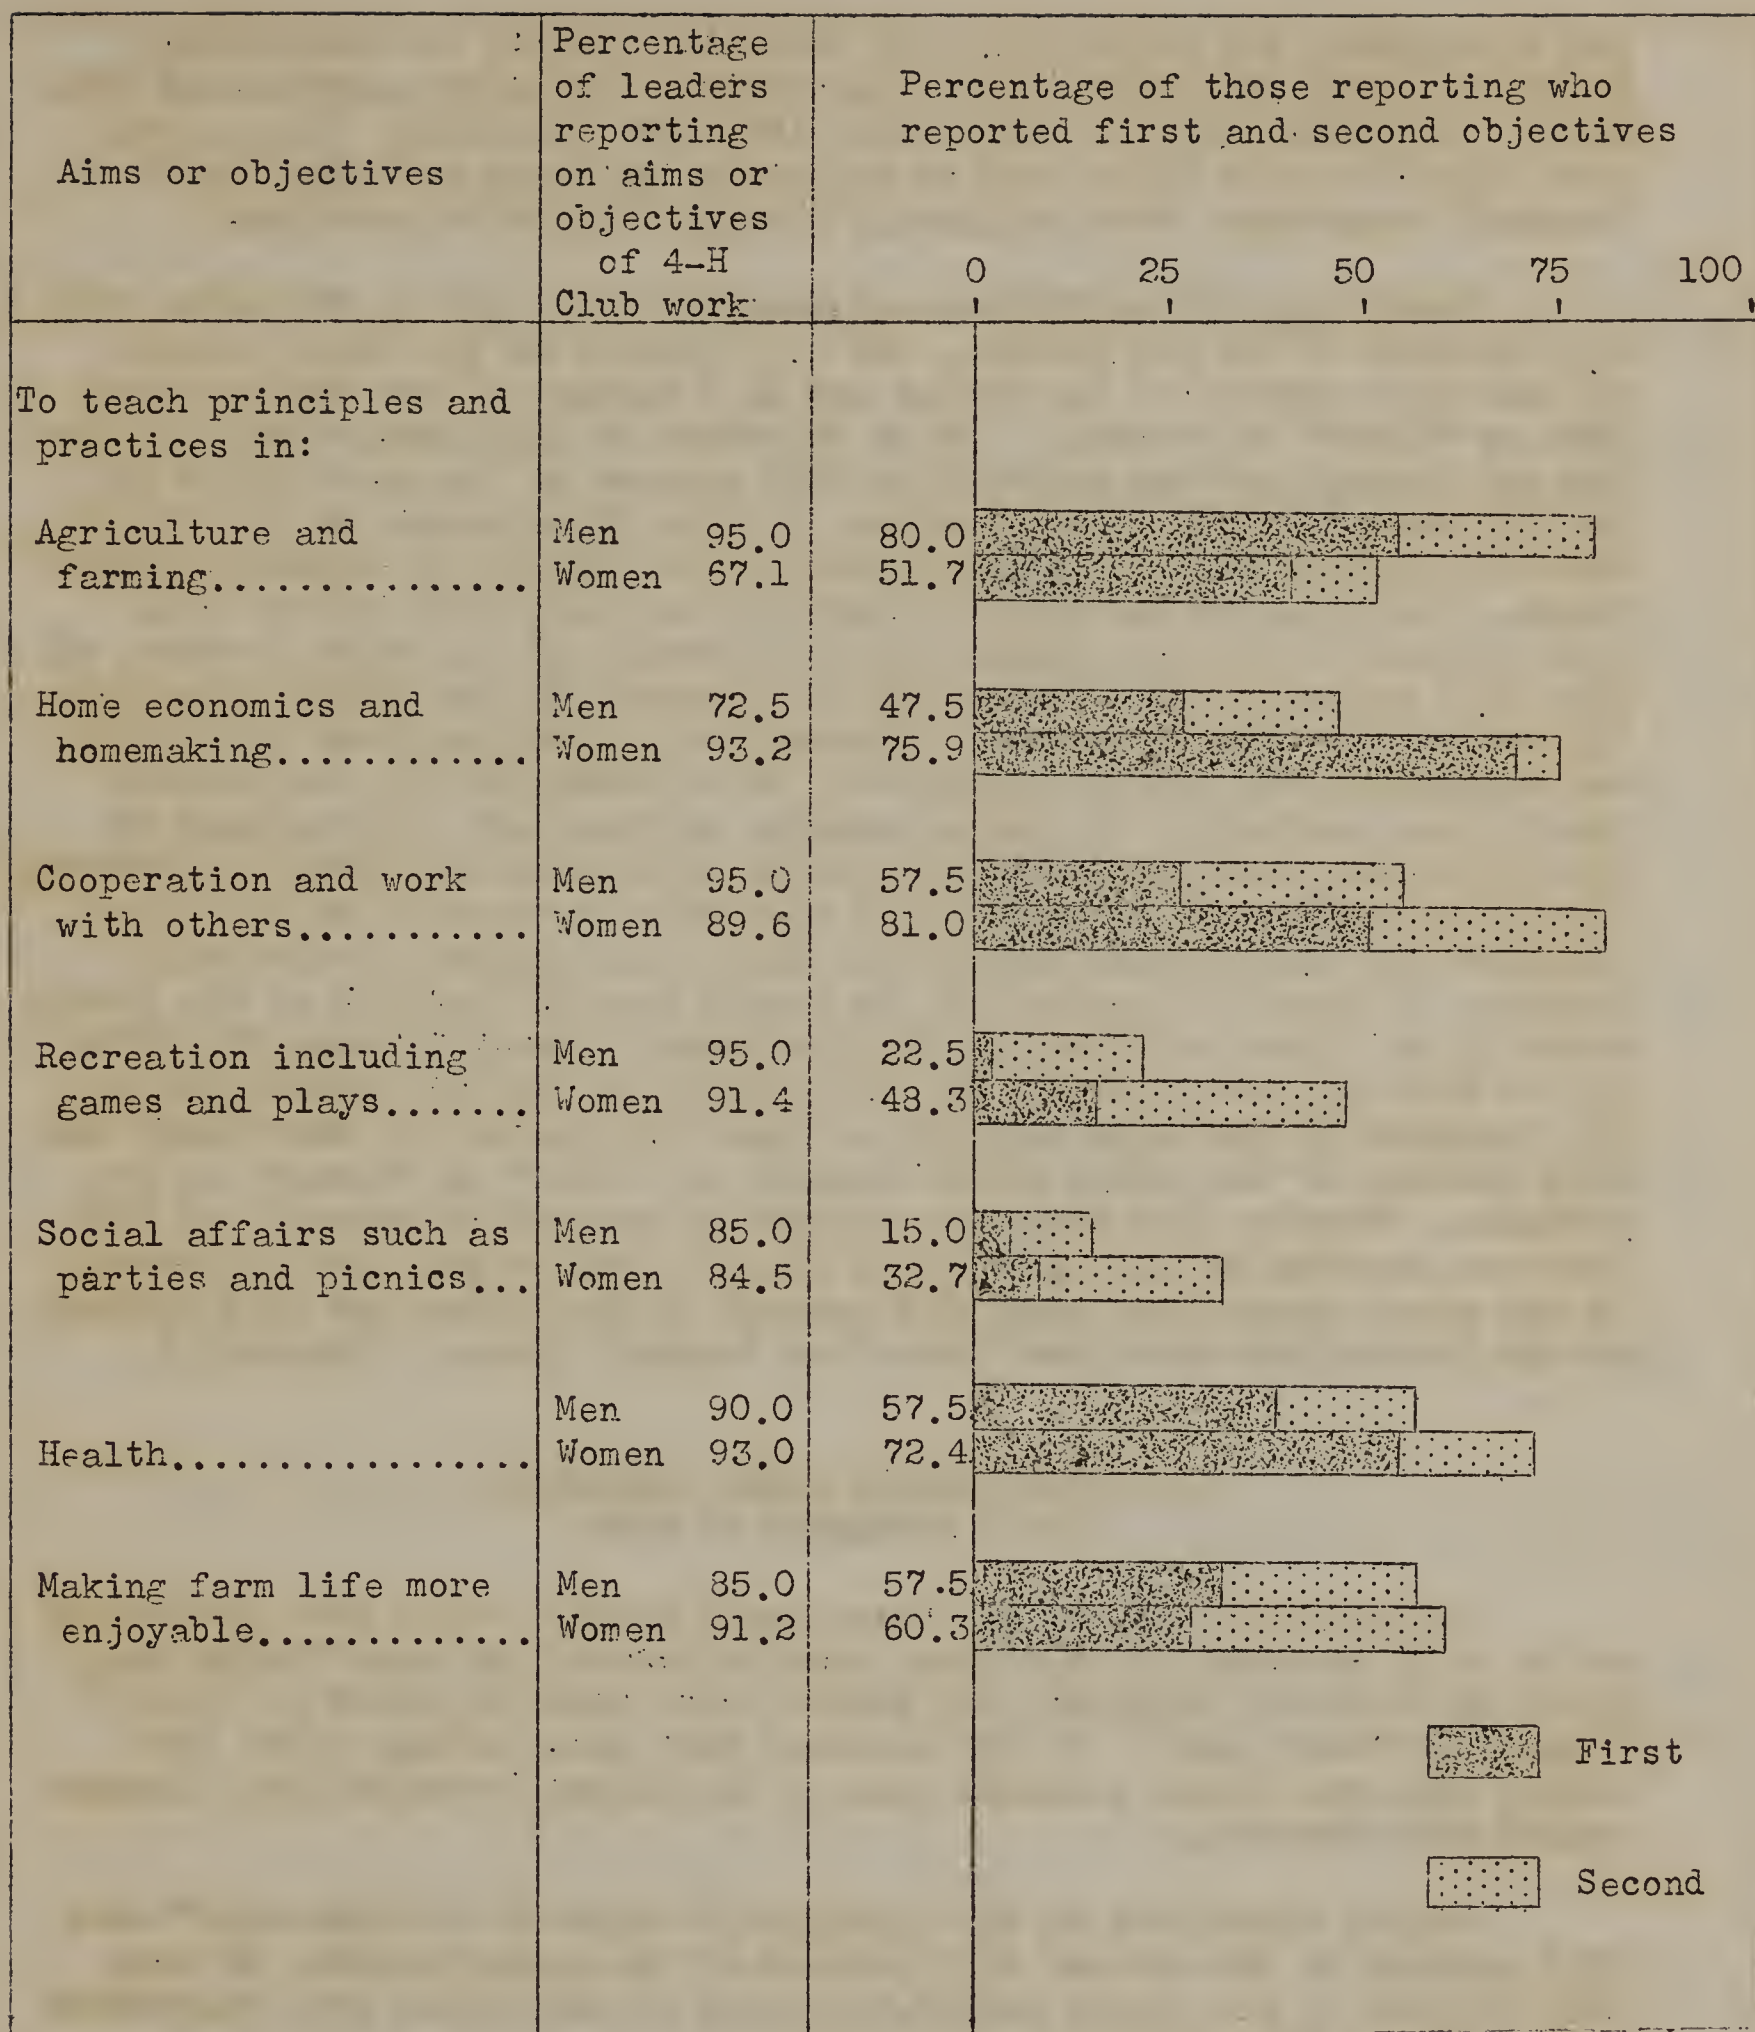 Aims or objectives
Percentage
of leaders
reporting
on aims or
objectives
of 4-H
Club work
Percentage of those reporting who
reported first and second objectives
0 25 50 75 100
To teach principles and
practices in:
Agriculture and Men 95.0 80.0
farming............... Women 67.1 51.7
Home economics and Men 72.5 47.5
homemaking............ Women 93.2 75.9
Cooperation and work Men 95.0 57.5
with others........... Women 89.6 81.0
Recreation including Men 95.0 22.5
games and plays....... Women 91.4 48.3
Social affairs such as Men 85.0 15.0
parties and picnics... Women 84.5 32.7
Men 90.0 57.5
Health................. Women 93.0 72.4
Making farm life more Men 85.0 57.5
enjoyable............. Women 91.2 60.3
First
Second